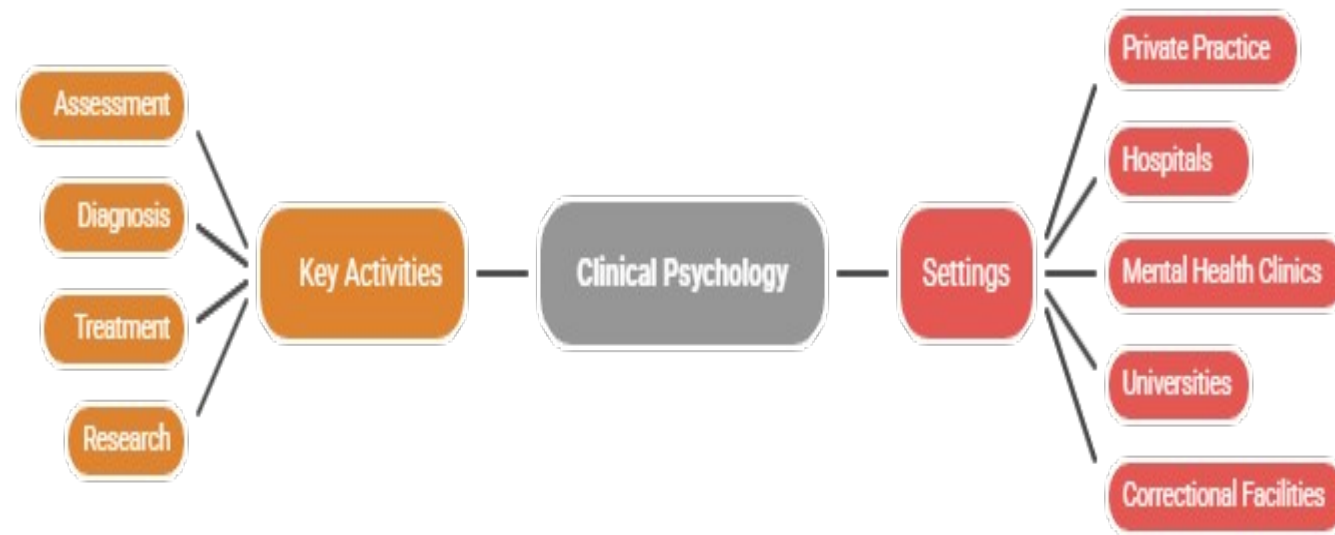 Assessment
Diagnosis
Treatment
Research
Key Activities
Clinical Psychology
Settings
Private Practice
Hospitals
Mental Health Clinics
Universities
Correctional Facilities